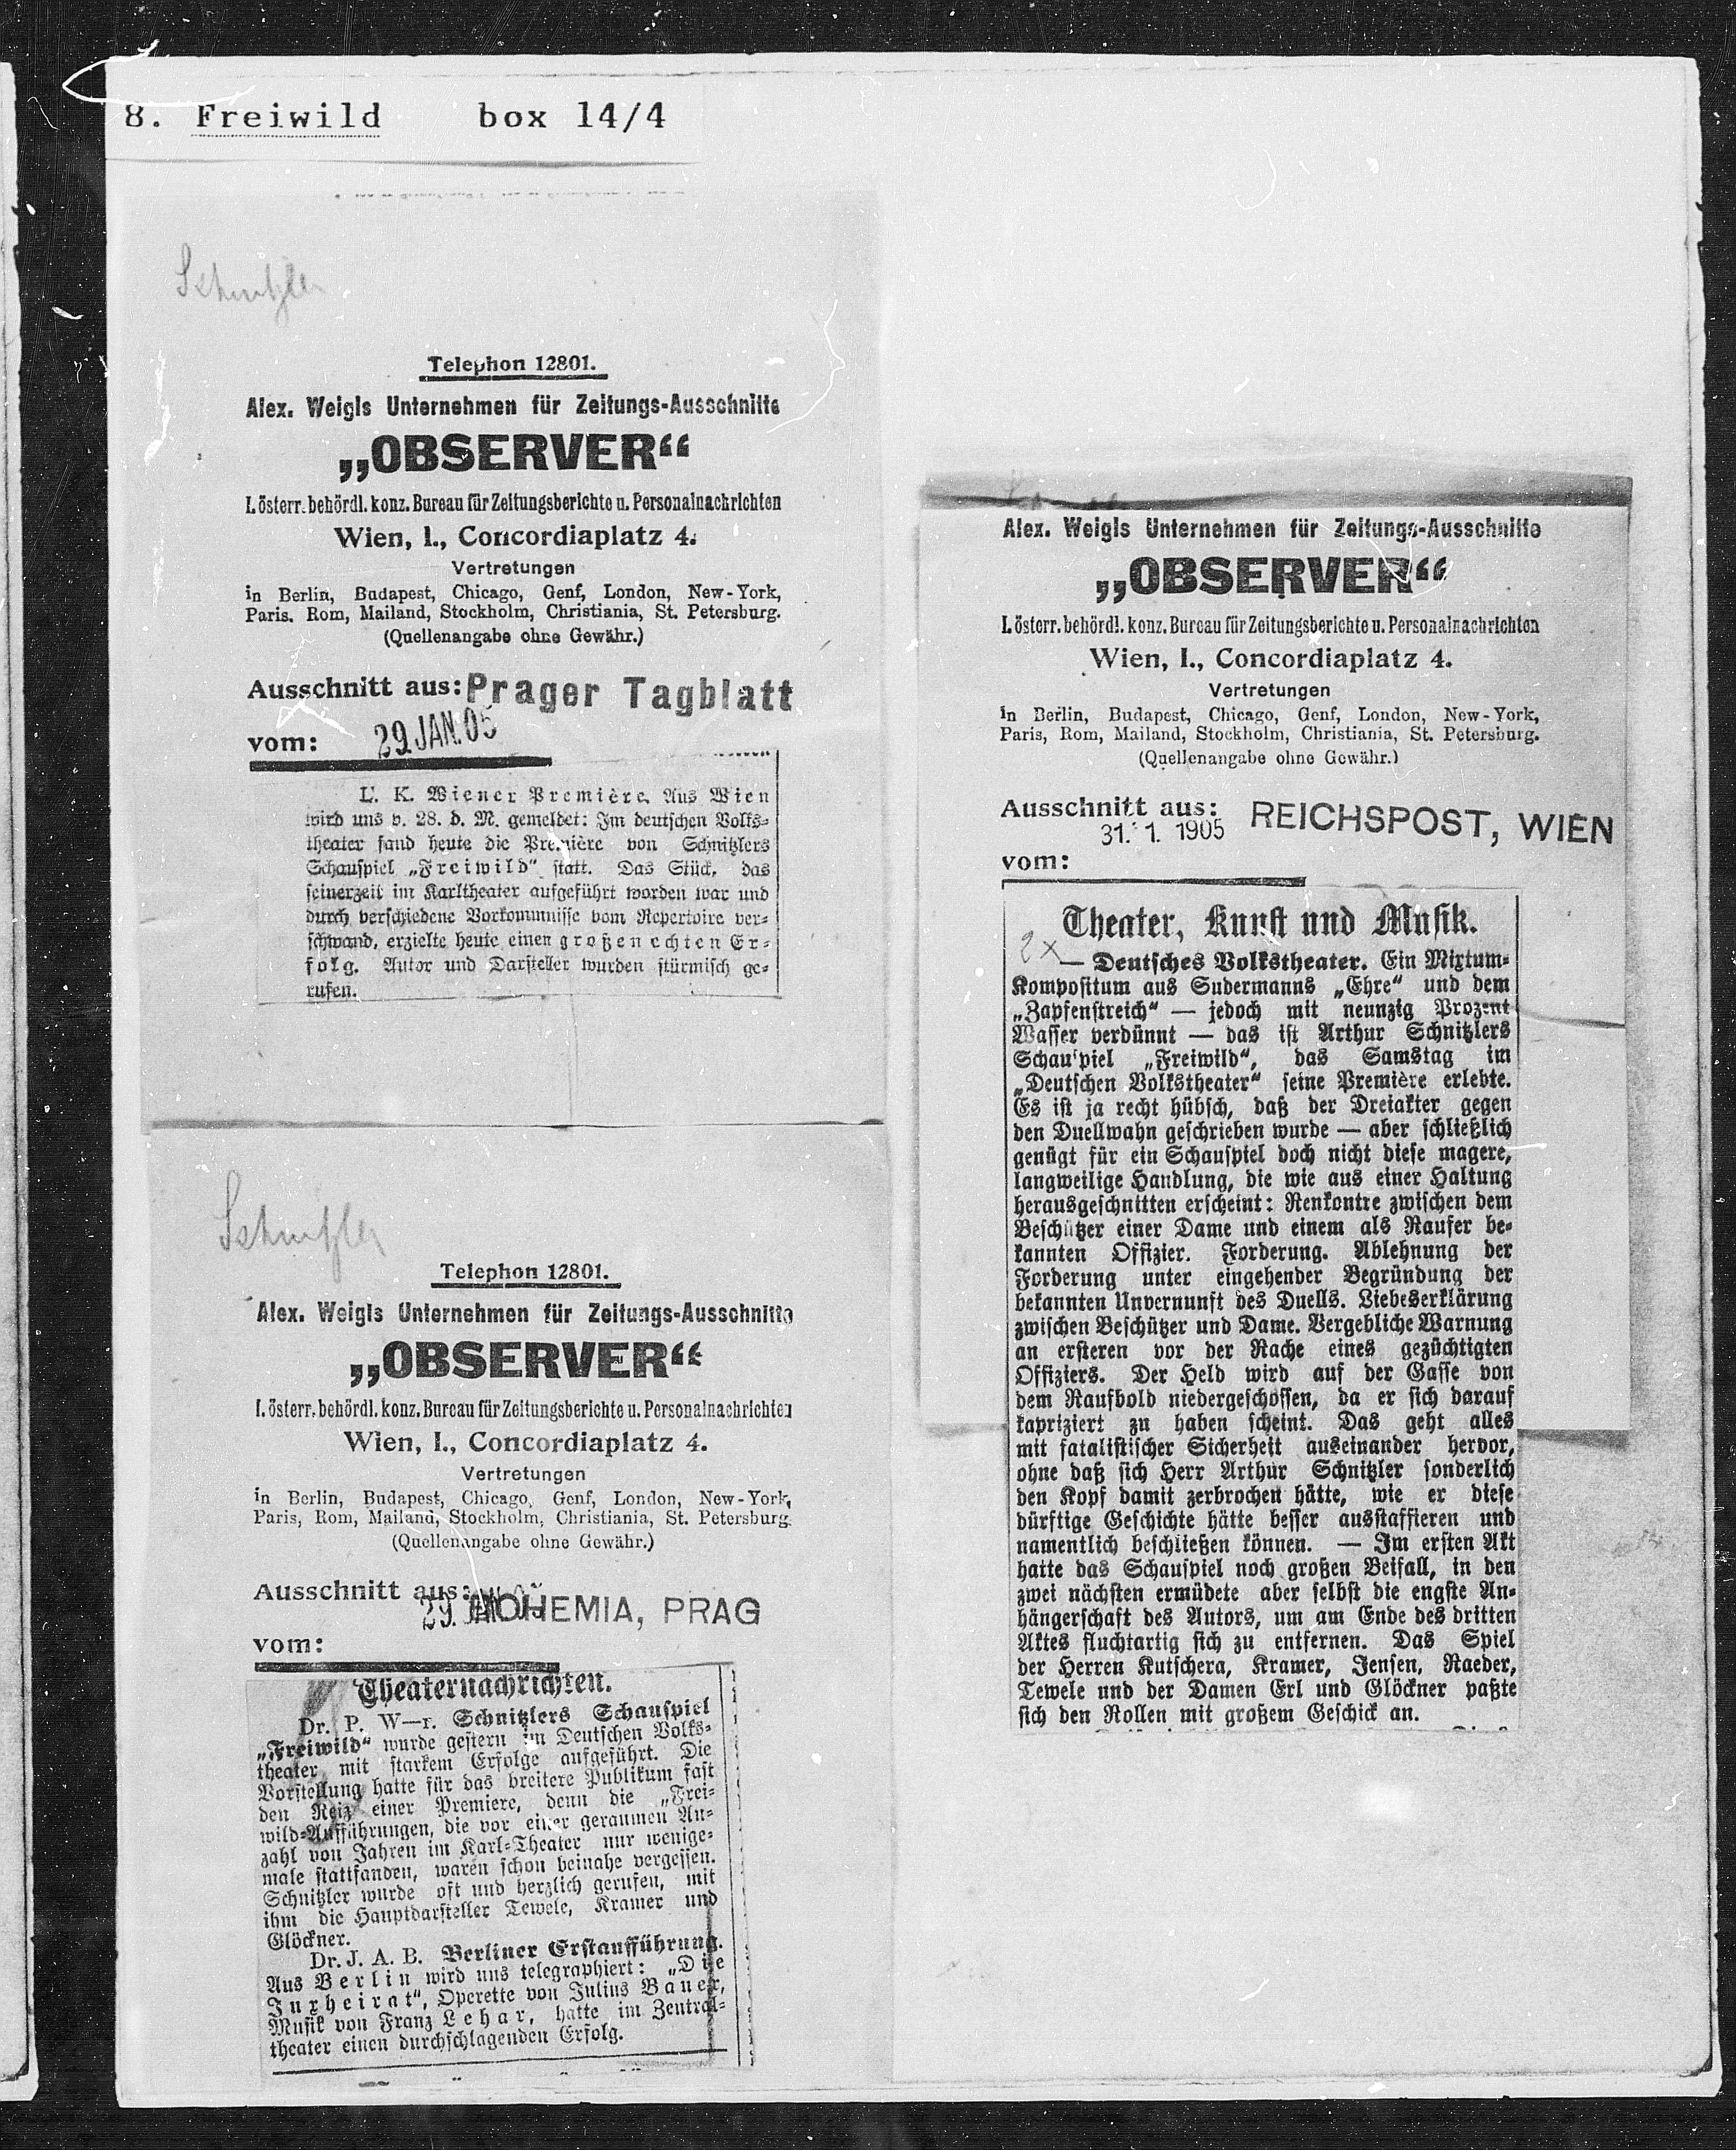 8. Freiwild box 14/4
Schnitzler
Telephon 12801.
Alex. Weigls Unternehmen für Zeitungs-Ausschnitte
„OBSERVER“
I. österr. behördl. konz. Bureau für Zeitungsberichte u. Personalnachrichten
Wien, I., Concordiaplatz 4.
Vertretungen
in Berlin, Budapest, Chicago, Genf, London, New-York,
Paris, Rom, Mailand, Stockholm, Christiania, St. Petersburg.
(Quellenangabe ohne Gewähr.)
Ausschnitt aus: Prager Tagblatt
vom: 29. JAN. 05
L. K. Wiener Première. Aus Wien
wird uns v. 28. d. M. gemeldet: Im deutschen Volks-
theater fand heute die Première von Schnitzlers
Schauspiel „Freiwild“ statt. Das Stück, das
seinerzeit im Karltheater aufgeführt worden war und
durch verschiedene Vorkommnisse vom Repertoire ver-
schwand, erzielte heute einen großen echten Er-
folg. Autor und Darsteller wurden stürmisch ge-
rufen.
Schnitzler
Telephon 12801.
Alex. Weigls Unternehmen für Zeitungs-Ausschnitte
„OBSERVER“
I. österr. behördl. konz. Bureau für Zeitungsberichte u. Personalnachrichten
Wien, I., Concordiaplatz 4.
Vertretungen
in Berlin, Budapest, Chicago, Genf, London, New-York,
Paris, Rom, Mailand, Stockholm, Christiania, St. Petersburg.
(Quellenangabe ohne Gewähr.)
Ausschnitt aus: BOHEMIA, PRAG
29.
vom:
Theaternachrichten.
Dr. P. W—r. Schnitzlers Schauspiel
„Freiwild“ wurde gestern im Deutschen Volks-
theater mit starkem Erfolge aufgeführt. Die
Vorstellung hatte für das breitere Publikum fast
den Reiz einer Premiere, denn die „Frei-
wild-Aufführungen, die vor einer geraumen An-
zahl von Jahren im Karl-Theater nur wenige-
male stattfanden, waren schon beinahe vergessen.
Schnitzler wurde oft und herzlich gerufen, mit
ihm die Hauptdarsteller Tewele, Kramer und
Glöckner.
Dr. J. A. B. Berliner Erstaufführung.
Aus Berlin wird uns telegraphiert: „Die
Juxheirat“, Operette von Julius Bauer,
Musik von Franz Lehar, hatte im Zentral-
theater einen durchschlagenden Erfolg.
Alex. Weigls Unternehmen für Zeitungs-Ausschnitte
„OBSERVER“
I. österr. behördl. konz. Bureau für Zeitungsberichte u. Personalnachrichten
Wien, I., Concordiaplatz 4.
Vertretungen
in Berlin, Budapest, Chicago, Genf, London, New-York,
Paris, Rom, Mailand, Stockholm, Christiania, St. Petersburg.
(Quellenangabe ohne Gewähr.)
Ausschnitt aus: REICHSPOST, WIEN
31. 1. 1905
vom:
Theater, Kunst und Musik.
2x
— Deutsches Volkstheater. Ein Mixtum-
Kompositum aus Sudermanns „Ehre“ und dem
„Zapfenstreich“ — jedoch mit neunzig Prozent
Wasser verdünnt — das ist Arthur Schnitzlers
Schauspiel „Freiwild“, das Samstag im
„Deutschen Volkstheater“ seine Première erlebte.
Es ist ja recht hübsch, daß der Dreiakter gegen
den Duellwahn geschrieben wurde — aber schließlich
genügt für ein Schauspiel doch nicht diese magere,
langweilige Handlung, die wie aus einer Haltung
herausgeschnitten erscheint: Renkontre zwischen dem
Beschützer einer Dame und einem als Raufer be-
kannten Offizier. Forderung. Ablehnung der
Forderung unter eingehender Begründung der
bekannten Unvernunft des Duells. Liebeserklärung
zwischen Beschützer und Dame. Vergebliche Warnung
an ersteren vor der Rache eines gezüchtigten
Offiziers. Der Held wird auf der Gasse von
dem Raufbold niedergeschossen, da er sich darauf
kapriziert zu haben scheint. Das geht alles
mit fatalistischer Sicherheit auseinander hervor,
ohne daß sich Herr Arthur Schnitzler sonderlich
den Kopf damit zerbrochen hätte, wie er diese
dürftige Geschichte hätte besser ausstaffieren und
namentlich beschließen können. — Im ersten Akt
hatte das Schauspiel noch großen Beifall, in den
zwei nächsten ermüdete aber selbst die engste An-
hängerschaft des Autors, um am Ende des dritten
Aktes fluchtartig sich zu entfernen. Das Spiel
der Herren Kutschera, Kramer, Jensen, Raeder,
Tewele und der Damen Erl und Glöckner paßte
sich den Rollen mit großem Geschick an.